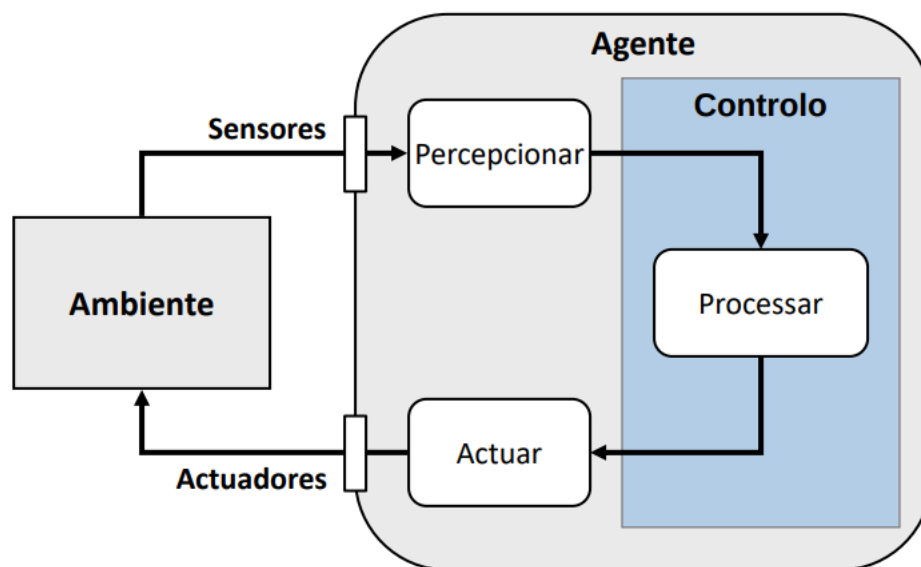 Agente
Controlo
Sensores
Percepcionar
Ambiente
Processar
Actuar
Actuadores